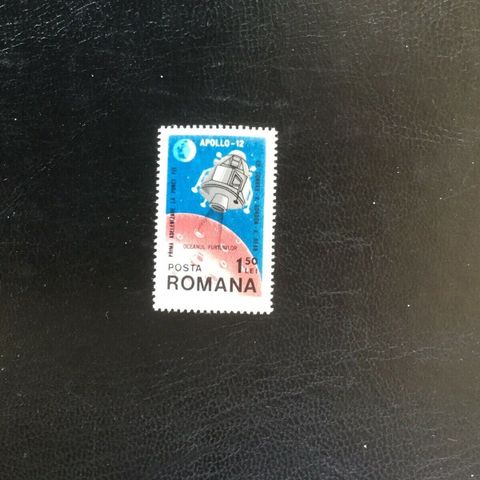 APOLLO-12
PRIMA ASELENIZARE LA PUNCT FIX
OCEANUL FURTUNILOR
POSTA
1.50
LEI
ROMANA